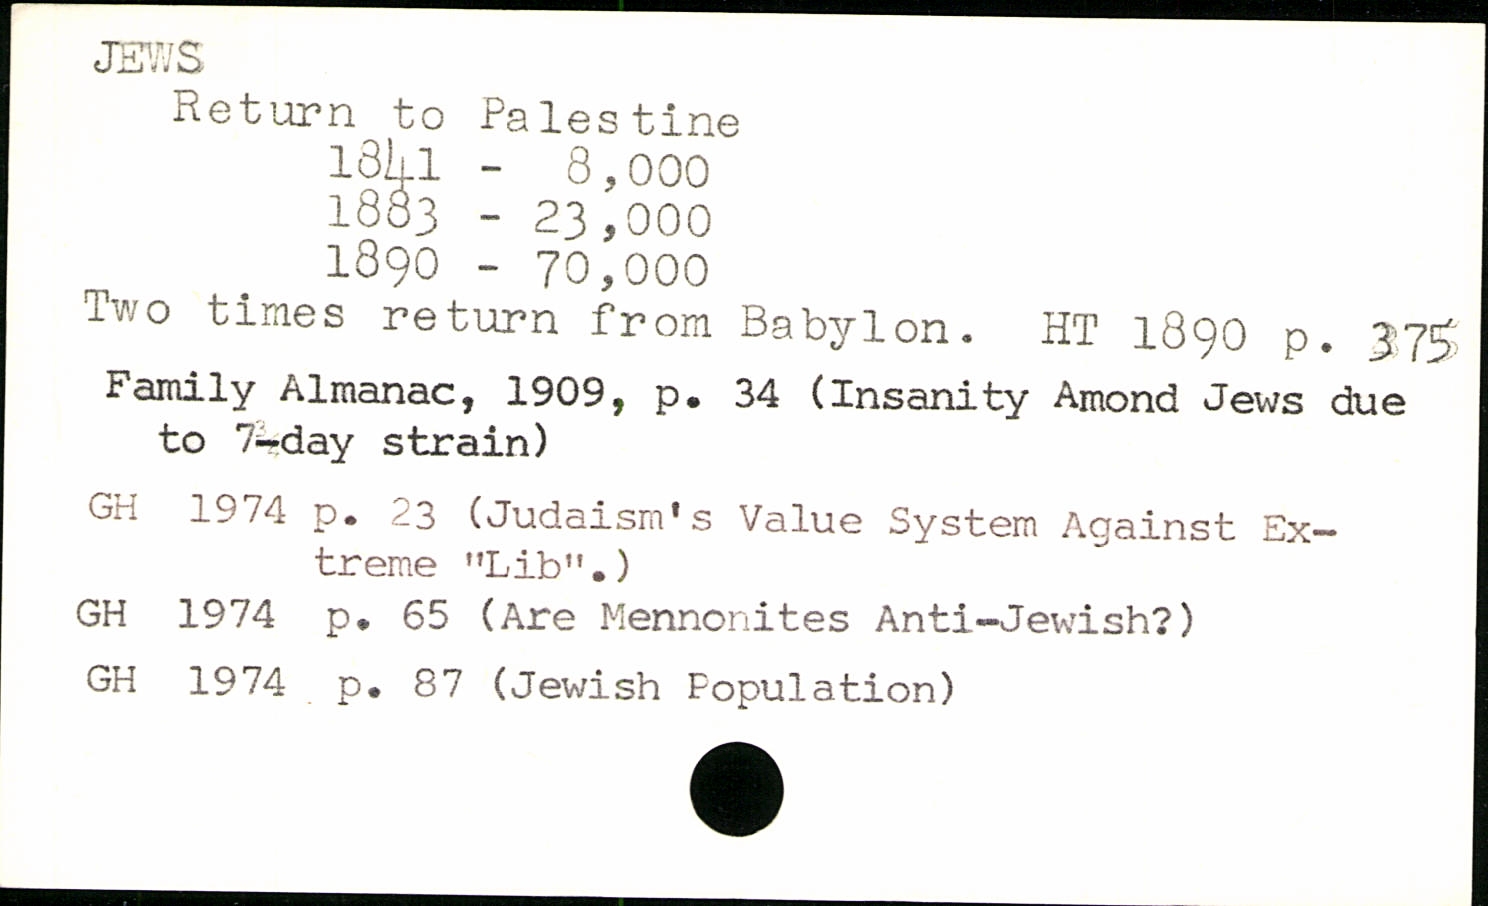 JEWS
Return to Palestine
1841 - 8,000
1883 - 23,000
1890 - 70,000
Two times return from Babylon. HT 1890 p. 375
Family Almanac, 1909, p. 34 (Insanity Amond Jews due
to 7-day strain)
GH 1974 p. 23 (Judaism's Value System Against Ex-
treme "Lib".)
GH 1974 p. 65 (Are Mennonites Anti-Jewish?)
GH 1974 p. 87 (Jewish Population)